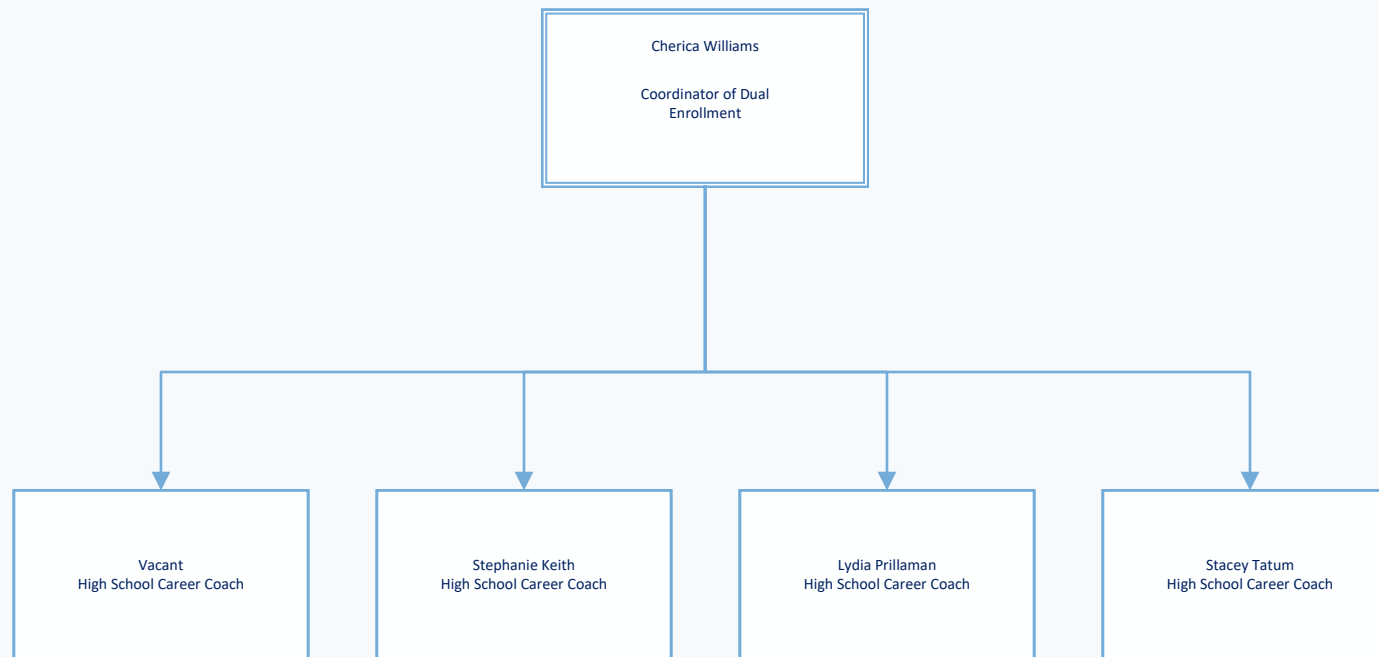 Cherica Williams
Coordinator of Dual
Enrollment
Vacant
High School Career Coach
Stephanie Keith
High School Career Coach
Lydia Prillaman
High School Career Coach
Stacey Tatum
High School Career Coach